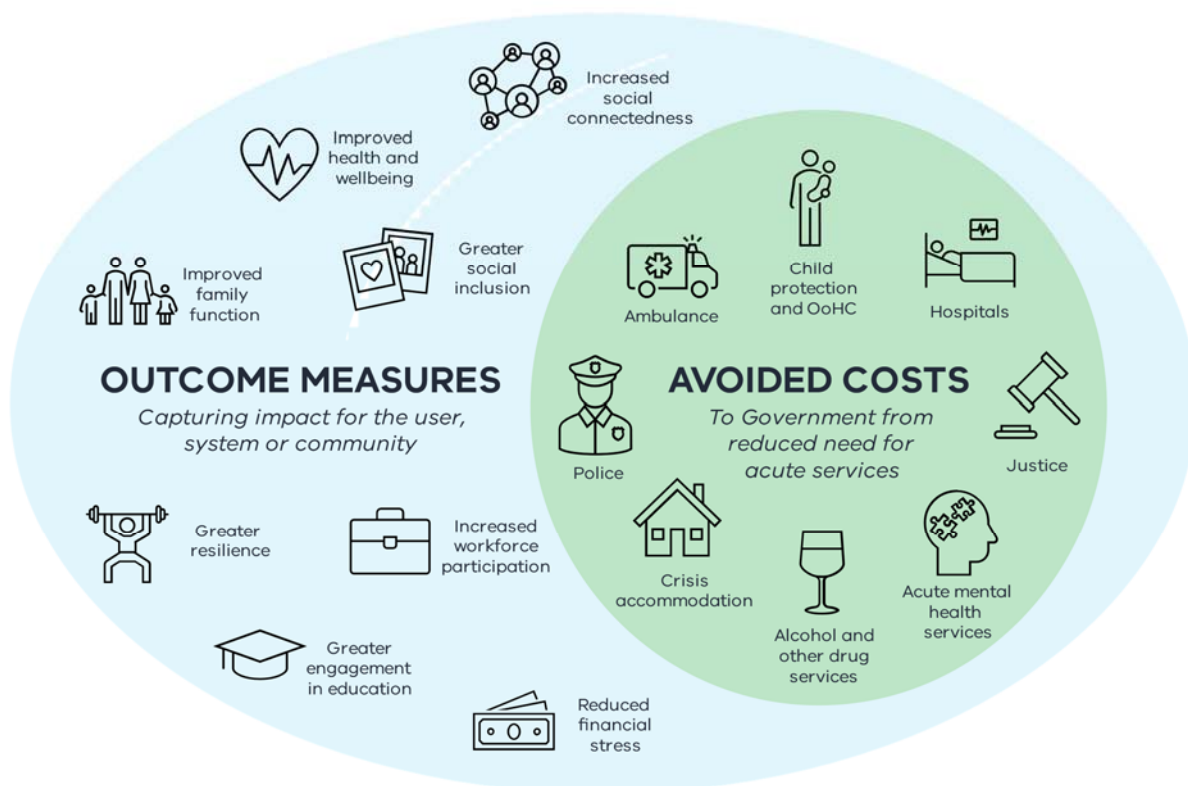 Increased
social
connectedness
Improved
health and
wellbeing
Greater
social
inclusion
Improved
family
function
OUTCOME MEASURES
Capturing impact for the user,
system or community
Greater
resilience
Increased
workforce
participation
Greater
engagement
in education
Reduced
financial
stress
Child
protection
and OoHC
Ambulance
Hospitals
AVOIDED COSTS
To Government from
reduced need for
acute services
Police
Justice
Crisis
accommodation
Alcohol and
other drug
services
Acute mental
health
services